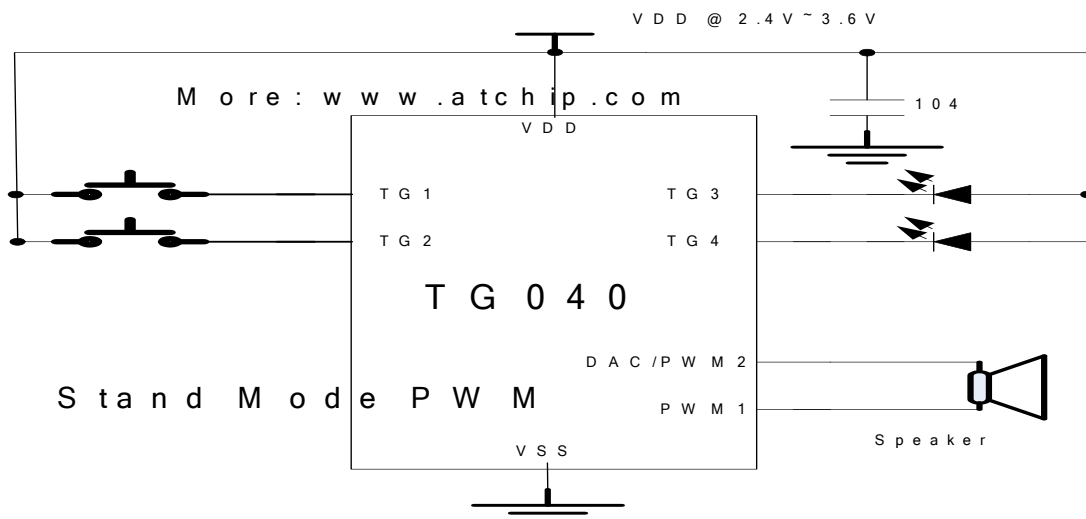 VDD @ 2.4V~3.6V
More: www.atchip.com
104
VDD
TG1
TG3
TG2
TG4
TG040
DAC/PWM2
Stand Mode PWM
PWM1
Speaker
VSS